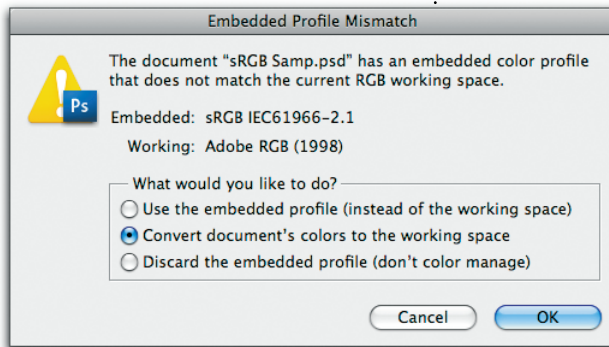 Embedded Profile Mismatch
The document “sRGB Samp.psd” has an embedded color profile
that does not match the current RGB working space.
Ps
Embedded: sRGB IEC61966-2.1
Working: Adobe RGB (1998)
What would you like to do?
Use the embedded profile (instead of the working space)
Convert document's colors to the working space
Discard the embedded profile (don't color manage)
Cancel OK